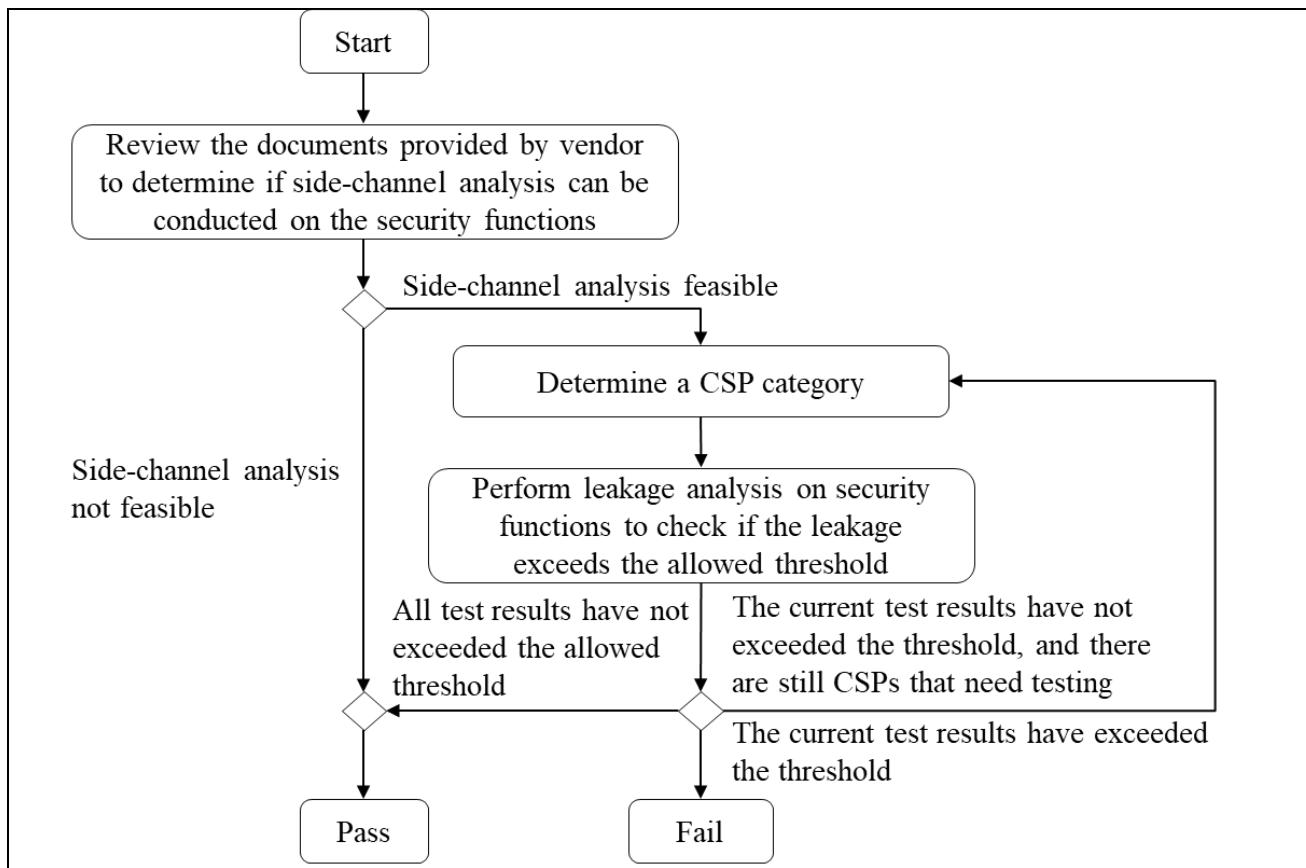 Start
Review the documents provided by vendor
to determine if side-channel analysis can be
conducted on the security functions
Side-channel analysis feasible
Determine a CSP category
Side-channel analysis
not feasible
Perform leakage analysis on security
functions to check if the leakage
exceeds the allowed threshold
All test results have not
exceeded the allowed
threshold
The current test results have not
exceeded the threshold, and there
are still CSPs that need testing
The current test results have exceeded
the threshold
Pass
Fail